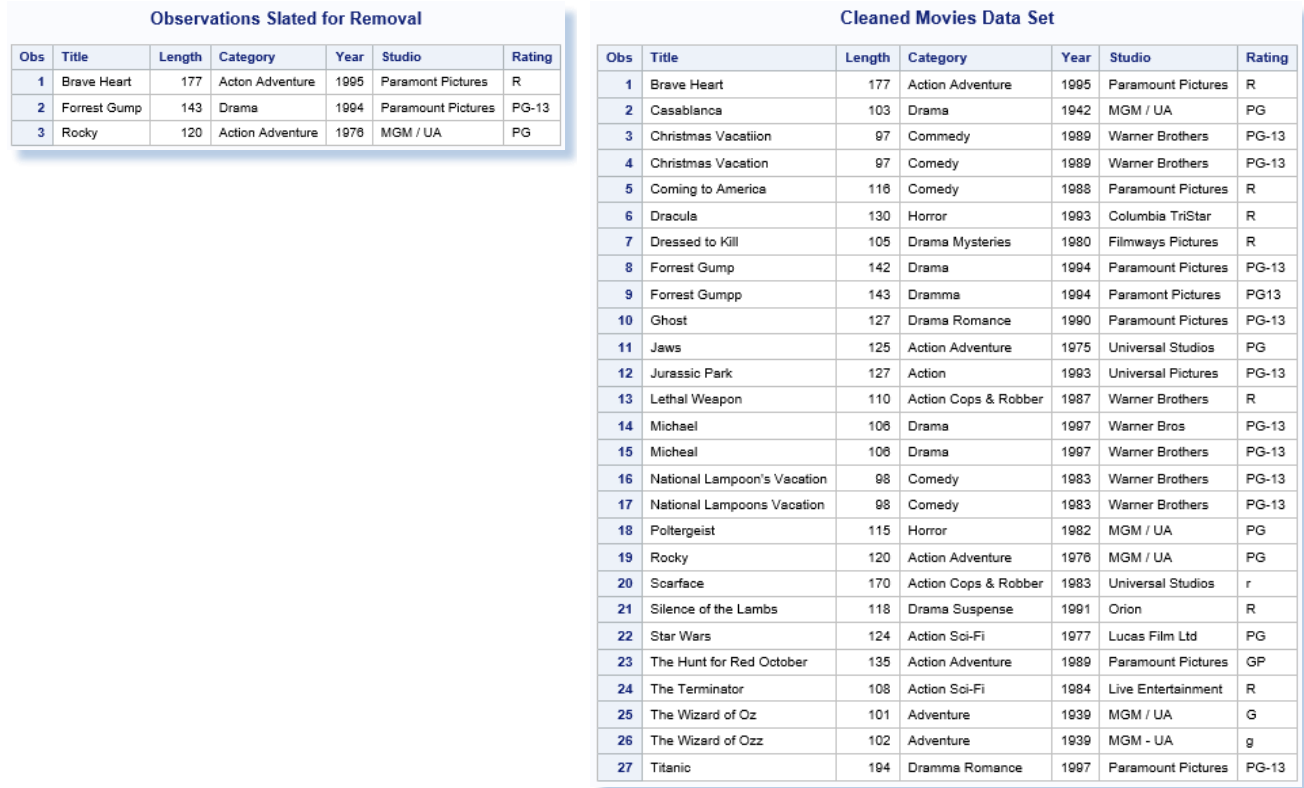 Observations Slated for Removal
Obs Title Length Category Year Studio Rating
1 Brave Heart 177 Acton Adventure 1995 Paramont Pictures R
2 Forrest Gump 143 Drama 1994 Paramount Pictures PG-13
3 Rocky 120 Action Adventure 1976 MGM / UA PG
Cleaned Movies Data Set
Obs Title Length Category Year Studio Rating
1 Brave Heart 177 Action Adventure 1995 Paramount Pictures R
2 Casablanca 103 Drama 1942 MGM / UA PG
3 Christmas Vacatiion 97 Commedy 1989 Warner Brothers PG-13
4 Christmas Vacation 97 Comedy 1989 Warner Brothers PG-13
5 Coming to America 116 Comedy 1988 Paramount Pictures R
6 Dracula 130 Horror 1993 Columbia TriStar R
7 Dressed to Kill 105 Drama Mysteries 1980 Filmways Pictures R
8 Forrest Gump 142 Drama 1994 Paramount Pictures PG-13
9 Forrest Gumpp 143 Dramma 1994 Paramont Pictures PG13
10 Ghost 127 Drama Romance 1990 Paramount Pictures PG-13
11 Jaws 125 Action Adventure 1975 Universal Studios PG
12 Jurassic Park 127 Action 1993 Universal Pictures PG-13
13 Lethal Weapon 110 Action Cops & Robber 1987 Warner Brothers R
14 Michael 106 Drama 1997 Warner Bros PG-13
15 Micheal 106 Drama 1997 Warner Brothers PG-13
16 National Lampoon's Vacation 98 Comedy 1983 Warner Brothers PG-13
17 National Lampoons Vacation 98 Comedy 1983 Warner Brothers PG-13
18 Poltergeist 115 Horror 1982 MGM / UA PG
19 Rocky 120 Action Adventure 1976 MGM / UA PG
20 Scarface 170 Action Cops & Robber 1983 Universal Studios r
21 Silence of the Lambs 118 Drama Suspense 1991 Orion R
22 Star Wars 124 Action Sci-Fi 1977 Lucas Film Ltd PG
23 The Hunt for Red October 135 Action Adventure 1989 Paramount Pictures GP
24 The Terminator 108 Action Sci-Fi 1984 Live Entertainment R
25 The Wizard of Oz 101 Adventure 1939 MGM / UA G
26 The Wizard of Ozz 102 Adventure 1939 MGM - UA g
27 Titanic 194 Dramma Romance 1997 Paramount Pictures PG-13